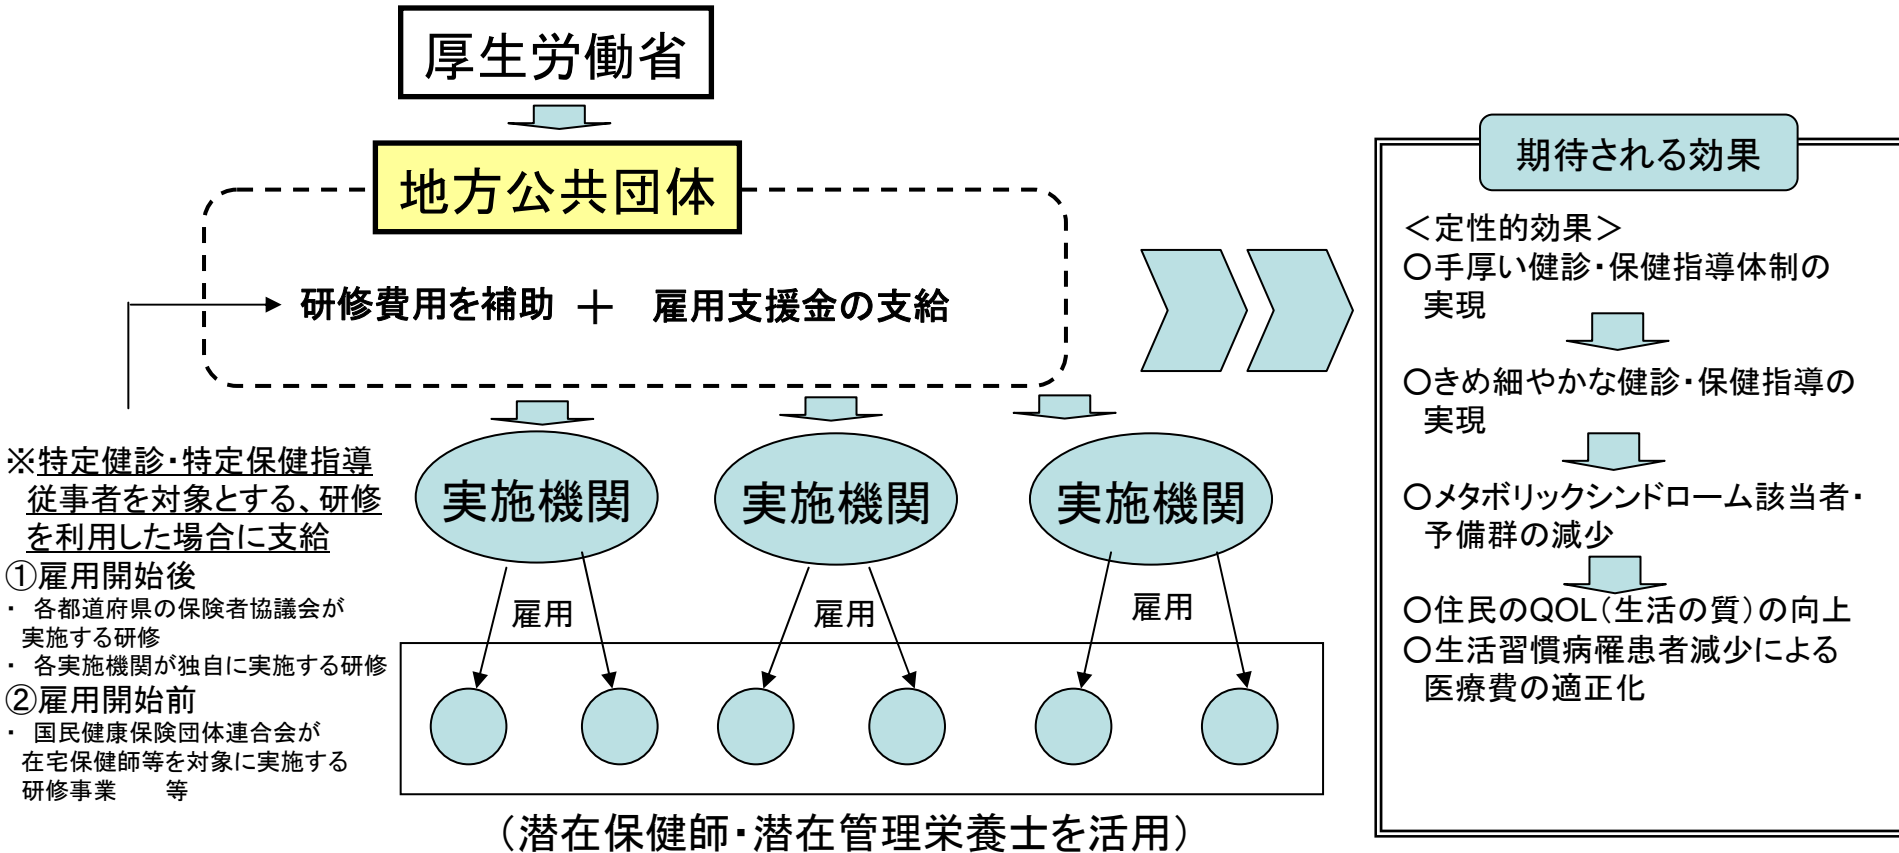 厚生労働省
地方公共団体
研修費用を補助 ＋ 雇用支援金の支給
※特定健診・特定保健指導
従事者を対象とする、研修
を利用した場合に支給
①雇用開始後
・ 各都道府県の保険者協議会が
実施する研修
・ 各実施機関が独自に実施する研修
②雇用開始前
・ 国民健康保険団体連合会が
在宅保健師等を対象に実施する
研修事業　等
実施機関 実施機関 実施機関
雇用 雇用 雇用
（潜在保健師・潜在管理栄養士を活用）
期待される効果
＜定性的効果＞
○手厚い健診・保健指導体制の
実現
○きめ細やかな健診・保健指導の
実現
○メタボリックシンドローム該当者・
予備群の減少
○住民のQOL（生活の質）の向上
○生活習慣病罹患者減少による
医療費の適正化